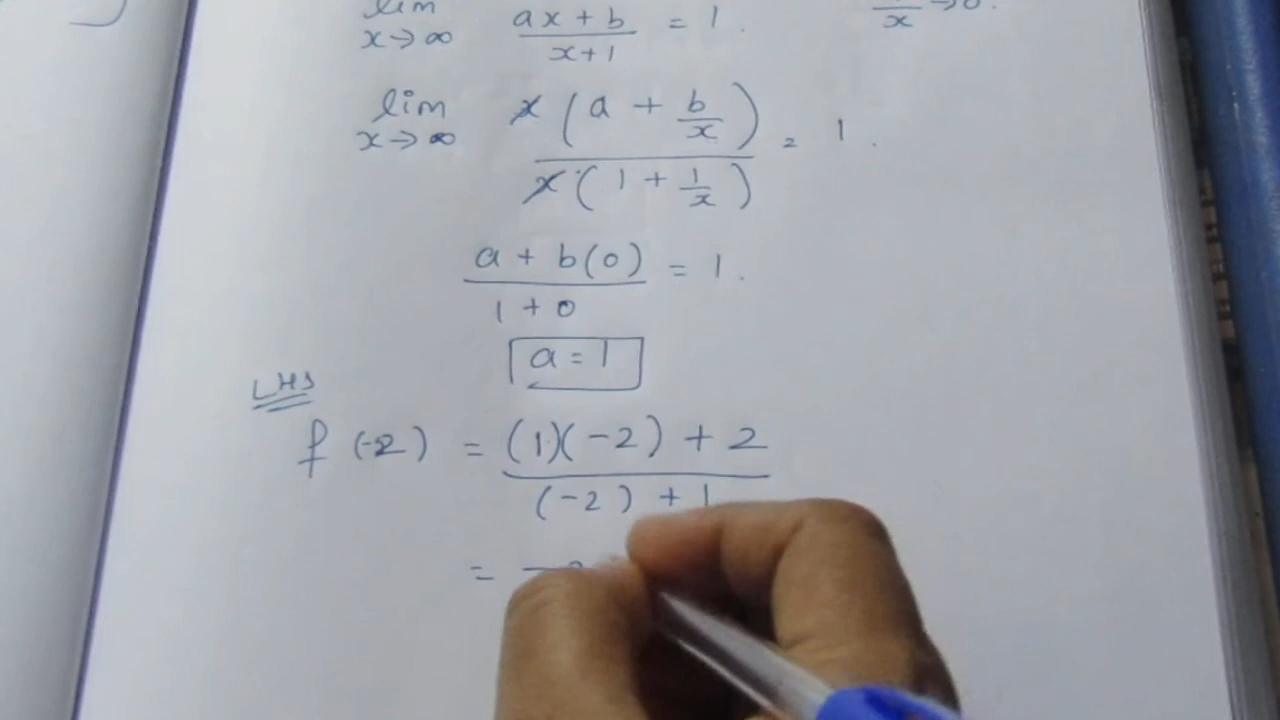 lim x→∞ (ax + b)/(x + 1) = 1.
lim x→∞ x(a + b/x) / x(1 + 1/x) = 1.
(a + b(0))/(1 + 0) = 1.
a = 1
LHS
f(-2) = ((1)(-2) + 2)/((-2) + 1
=